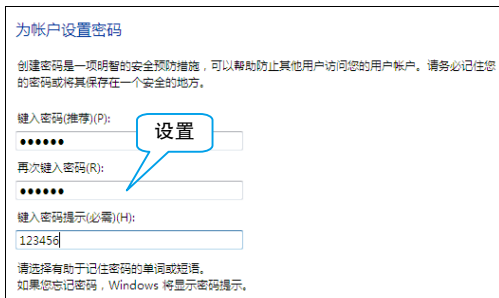 为帐户设置密码
创建密码是一项明智的安全预防措施，可以帮助防止其他用户访问您的用户帐户。请务必记住您
的密码或将其保存在一个安全的地方。
键入密码(推荐)(P):
●●●●●●
设置
再次键入密码(R):
●●●●●●
键入密码提示(必需)(H):
123456
请选择有助于记住密码的单词或短语。
如果您忘记密码，Windows 将显示密码提示。